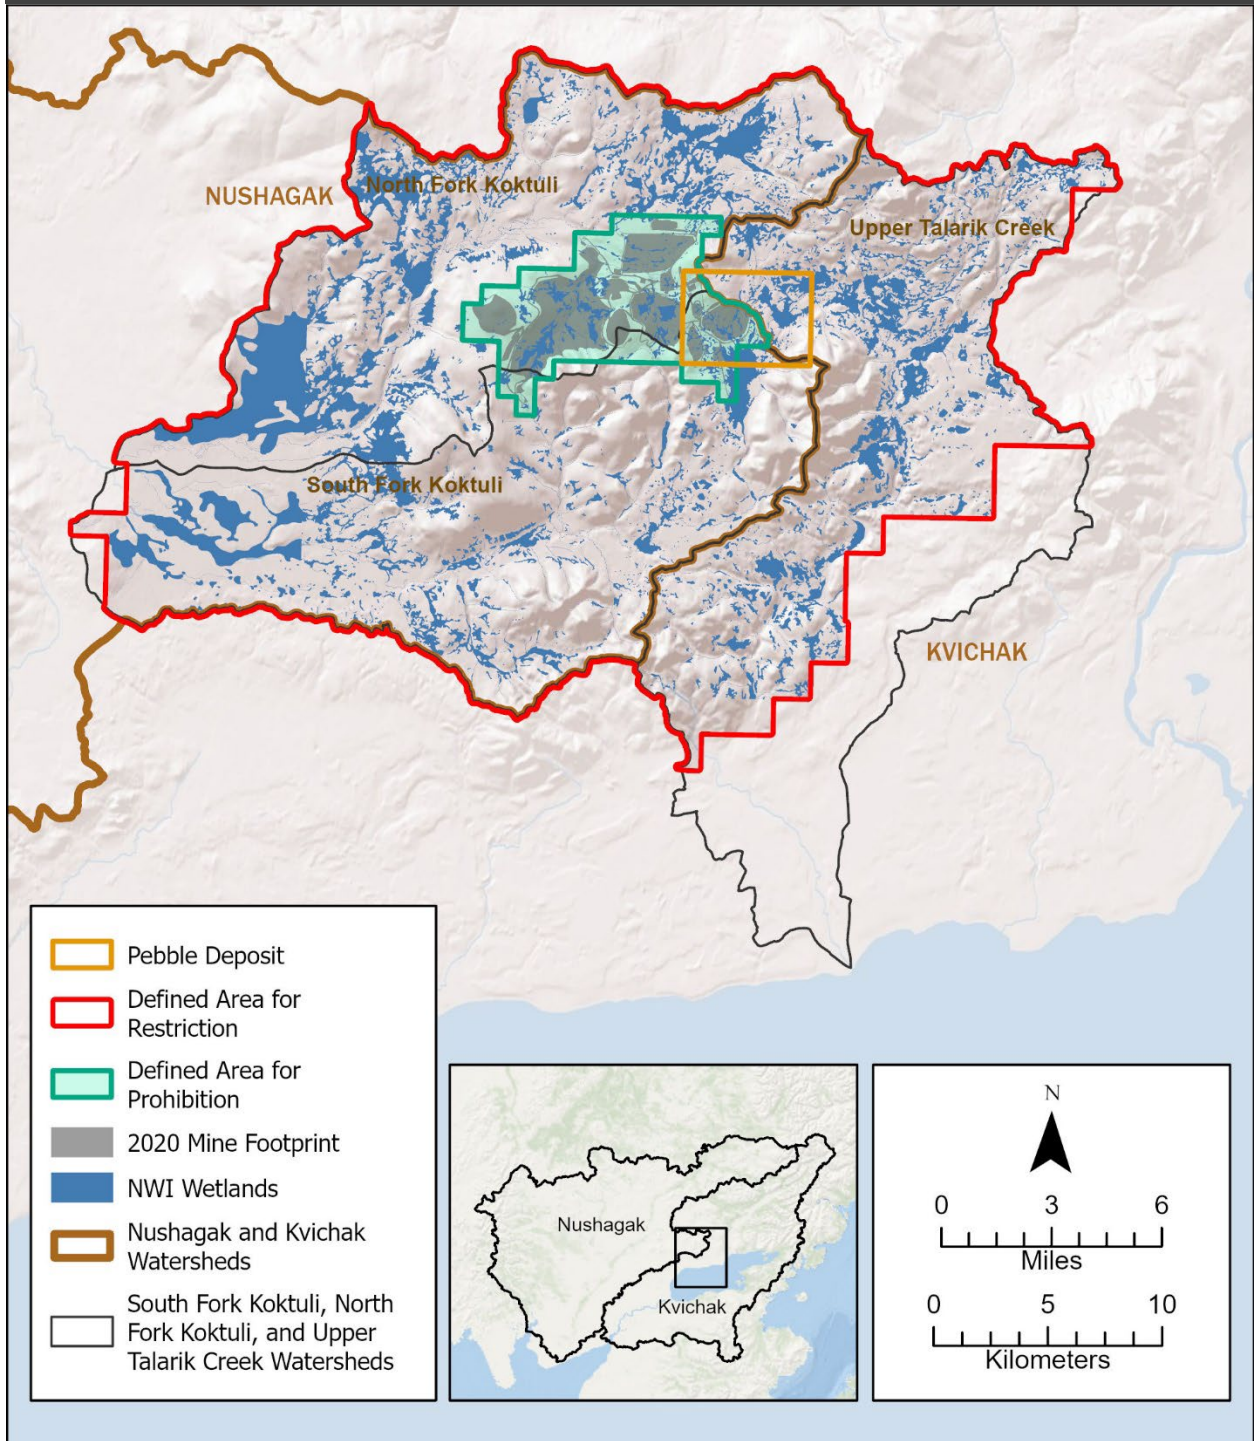 NUSHAGAK
North Fork Koktuli
Upper Talarik Creek
South Fork Koktuli
KVICHAK
Pebble Deposit
Defined Area for
Restriction
Defined Area for
Prohibition
2020 Mine Footprint
NWI Wetlands
Nushagak and Kvichak
Watersheds
South Fork Koktuli, North
Fork Koktuli, and Upper
Talarik Creek Watersheds
Nushagak
Kvichak
N
0 3 6
Miles
0 5 10
Kilometers